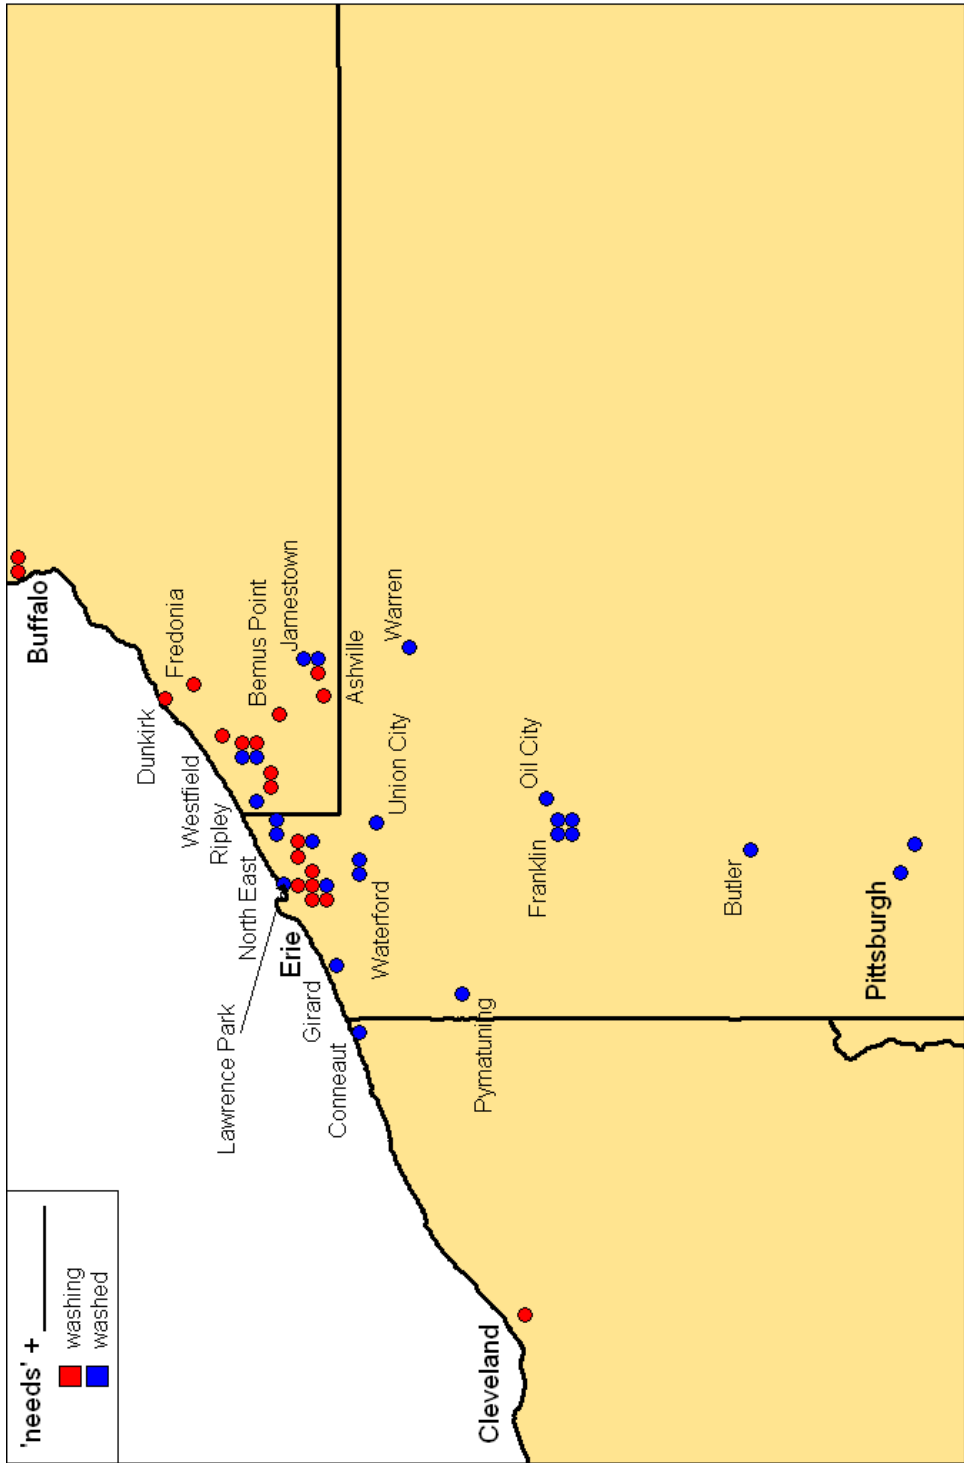 'needs' + ____
washing
washed
Buffalo
Dunkirk
Fredonia
Westfield
Bemus Point
Ripley
Jamestown
North East
Ashville
Lawrence Park
Erie
Warren
Girard
Union City
Conneaut
Waterford
Pymatuning
Oil City
Franklin
Cleveland
Butler
Pittsburgh